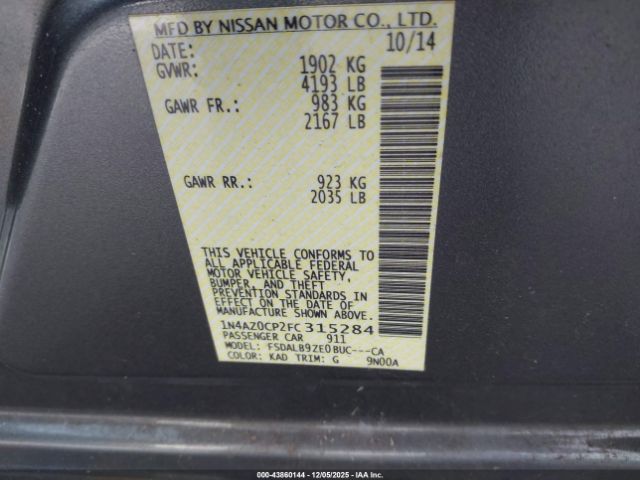 MFD BY NISSAN MOTOR CO., LTD.
DATE: 10/14
GVWR: 1902 KG
4193 LB
GAWR FR.: 983 KG
2167 LB
GAWR RR.: 923 KG
2035 LB
THIS VEHICLE CONFORMS TO
ALL APPLICABLE FEDERAL
MOTOR VEHICLE SAFETY,
BUMPER, AND THEFT
PREVENTION STANDARDS IN
EFFECT ON THE DATE OF
MANUFACTURE SHOWN ABOVE.
1N4AZ0CP2FC315284
PASSENGER CAR 911
MODEL: FSDALB9ZE0BUC---CA
COLOR: KAD TRIM: G 9N00A
000-43860144 - 12/05/2025 - IAA Inc.